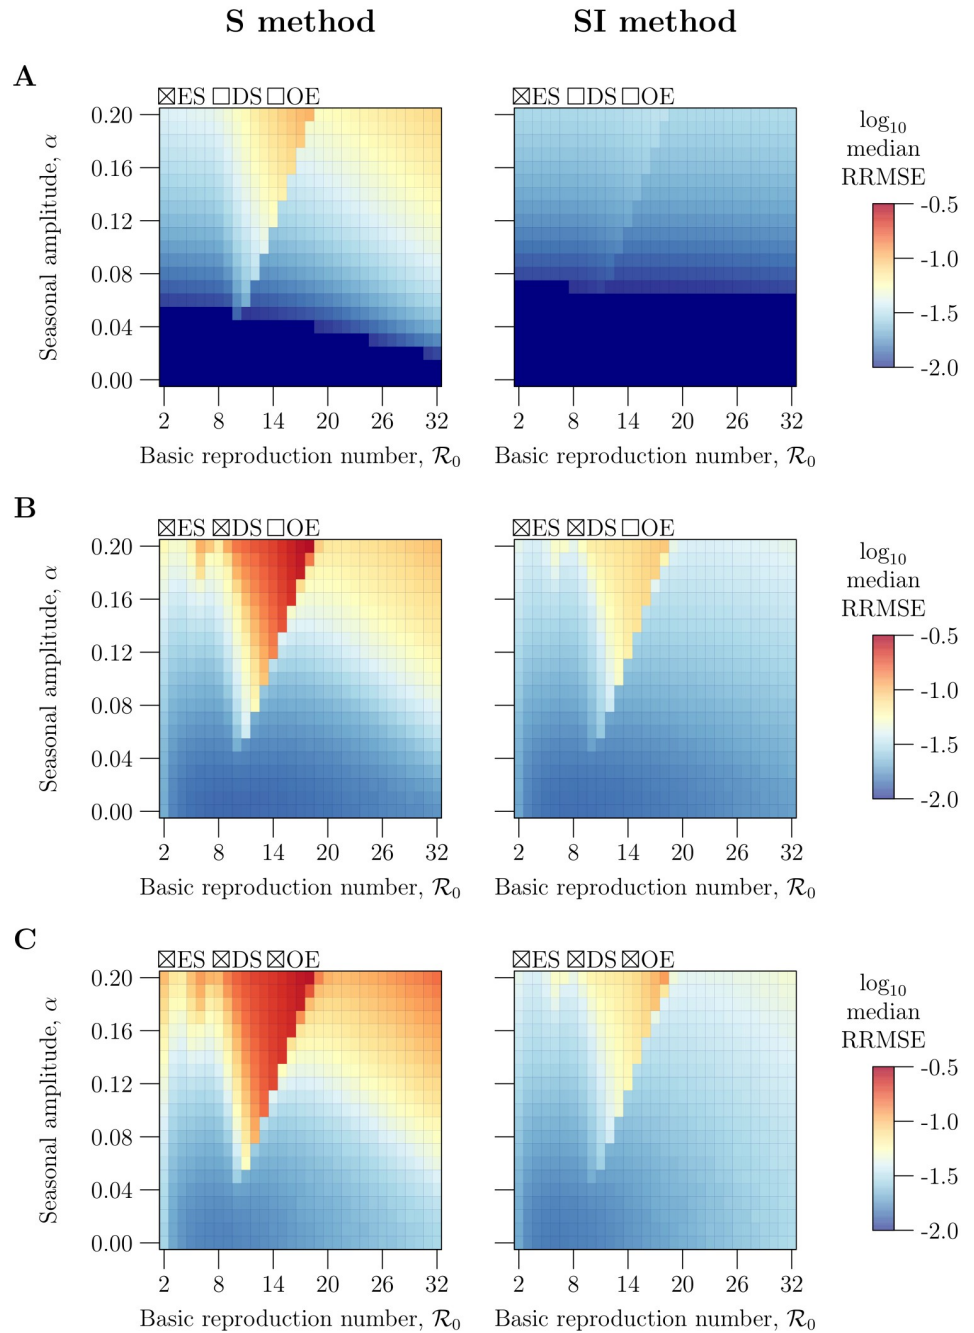 S method SI method
A
☒ES ☐DS ☐OE ☒ES ☐DS ☐OE
Seasonal amplitude, α
0.20
0.16
0.12
0.08
0.04
0.00
2 8 14 20 26 32 2 8 14 20 26 32
Basic reproduction number, R₀ Basic reproduction number, R₀
log₁₀
median
RRMSE
-0.5
-1.0
-1.5
-2.0
B
☒ES ☒DS ☐OE ☒ES ☒DS ☐OE
Seasonal amplitude, α
0.20
0.16
0.12
0.08
0.04
0.00
2 8 14 20 26 32 2 8 14 20 26 32
Basic reproduction number, R₀ Basic reproduction number, R₀
log₁₀
median
RRMSE
-0.5
-1.0
-1.5
-2.0
C
☒ES ☒DS ☒OE ☒ES ☒DS ☒OE
Seasonal amplitude, α
0.20
0.16
0.12
0.08
0.04
0.00
2 8 14 20 26 32 2 8 14 20 26 32
Basic reproduction number, R₀ Basic reproduction number, R₀
log₁₀
median
RRMSE
-0.5
-1.0
-1.5
-2.0